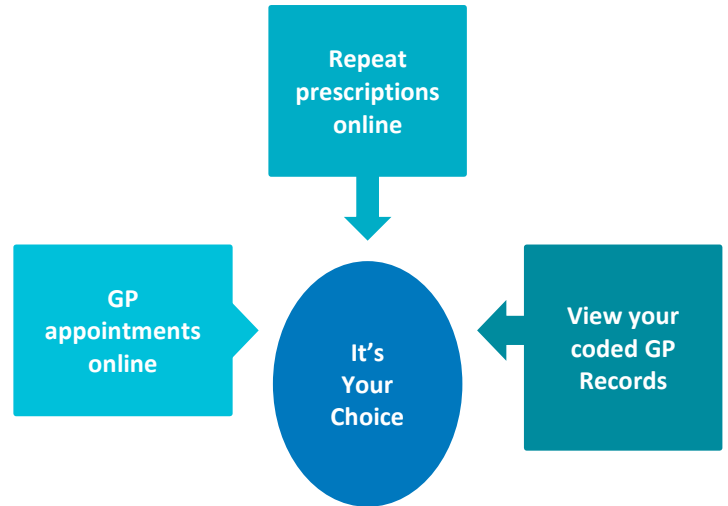 Repeat
prescriptions
online
GP
appointments
online
It’s
Your
Choice
View your
coded GP
Records